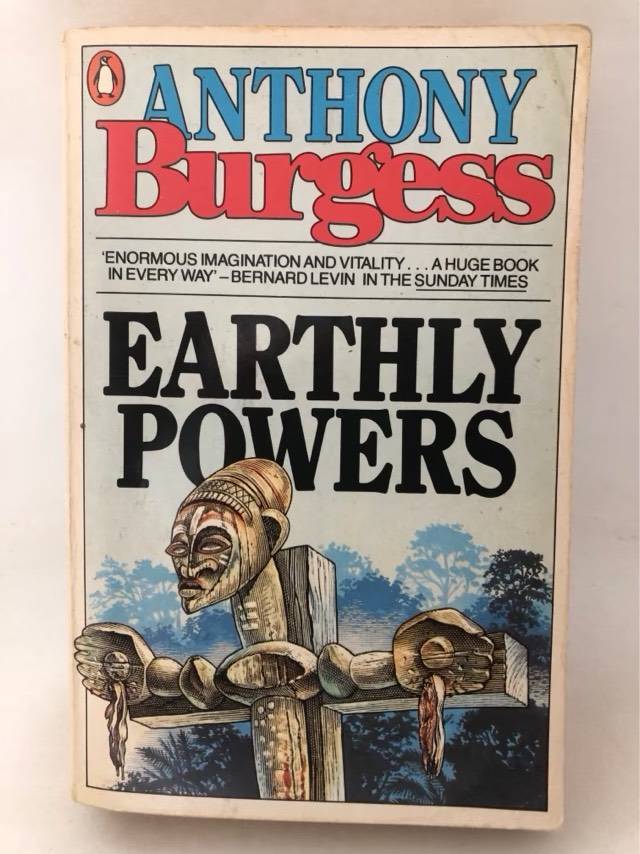 ANTHONY
Burgess
'ENORMOUS IMAGINATION AND VITALITY . . . A HUGE BOOK
IN EVERY WAY' – BERNARD LEVIN IN THE SUNDAY TIMES
EARTHLY
POWERS